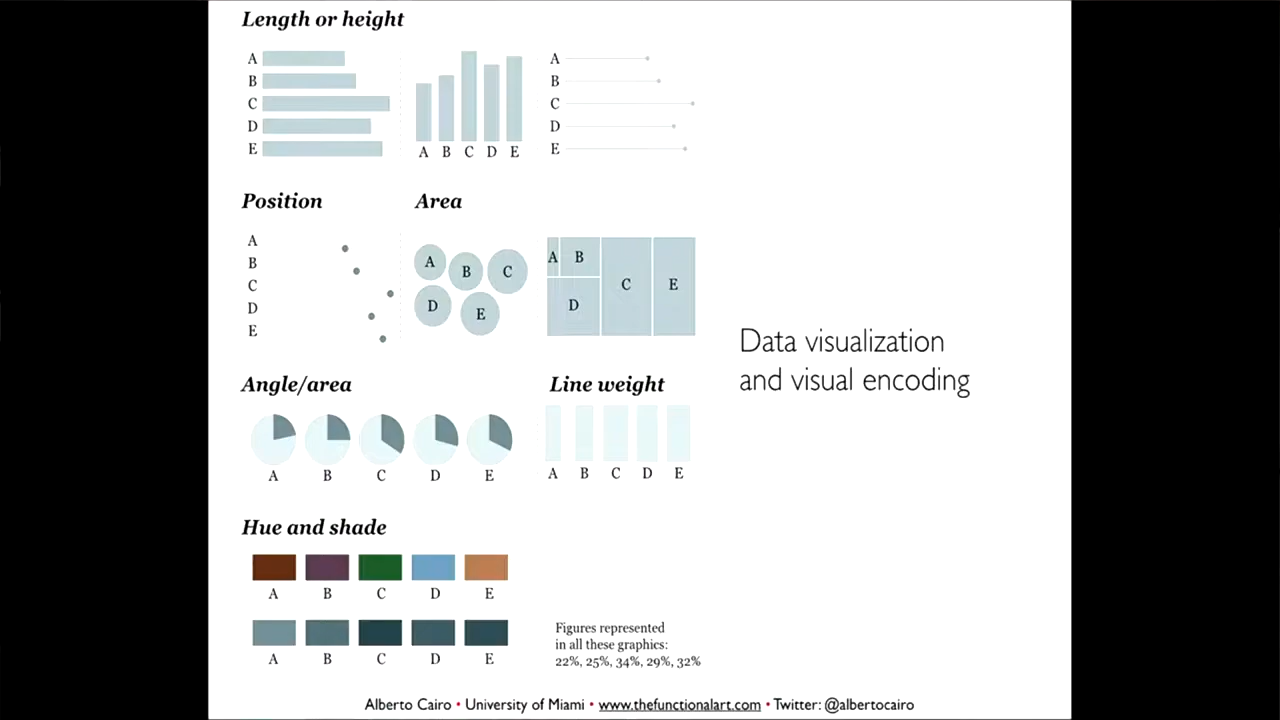 Length or height
A
B
C
D
E
A B C D E
A
B
C
D
E
Position
A
B
C
D
E
Area
A
B
C
D
E
A
B
C
E
D
Angle/area
A B C D E
Line weight
A B C D E
Hue and shade
A B C D E
A B C D E
Figures represented
in all these graphics:
22%, 25%, 34%, 29%, 32%
Data visualization
and visual encoding
Alberto Cairo • University of Miami • www.thefunctionalart.com • Twitter: @albertocairo